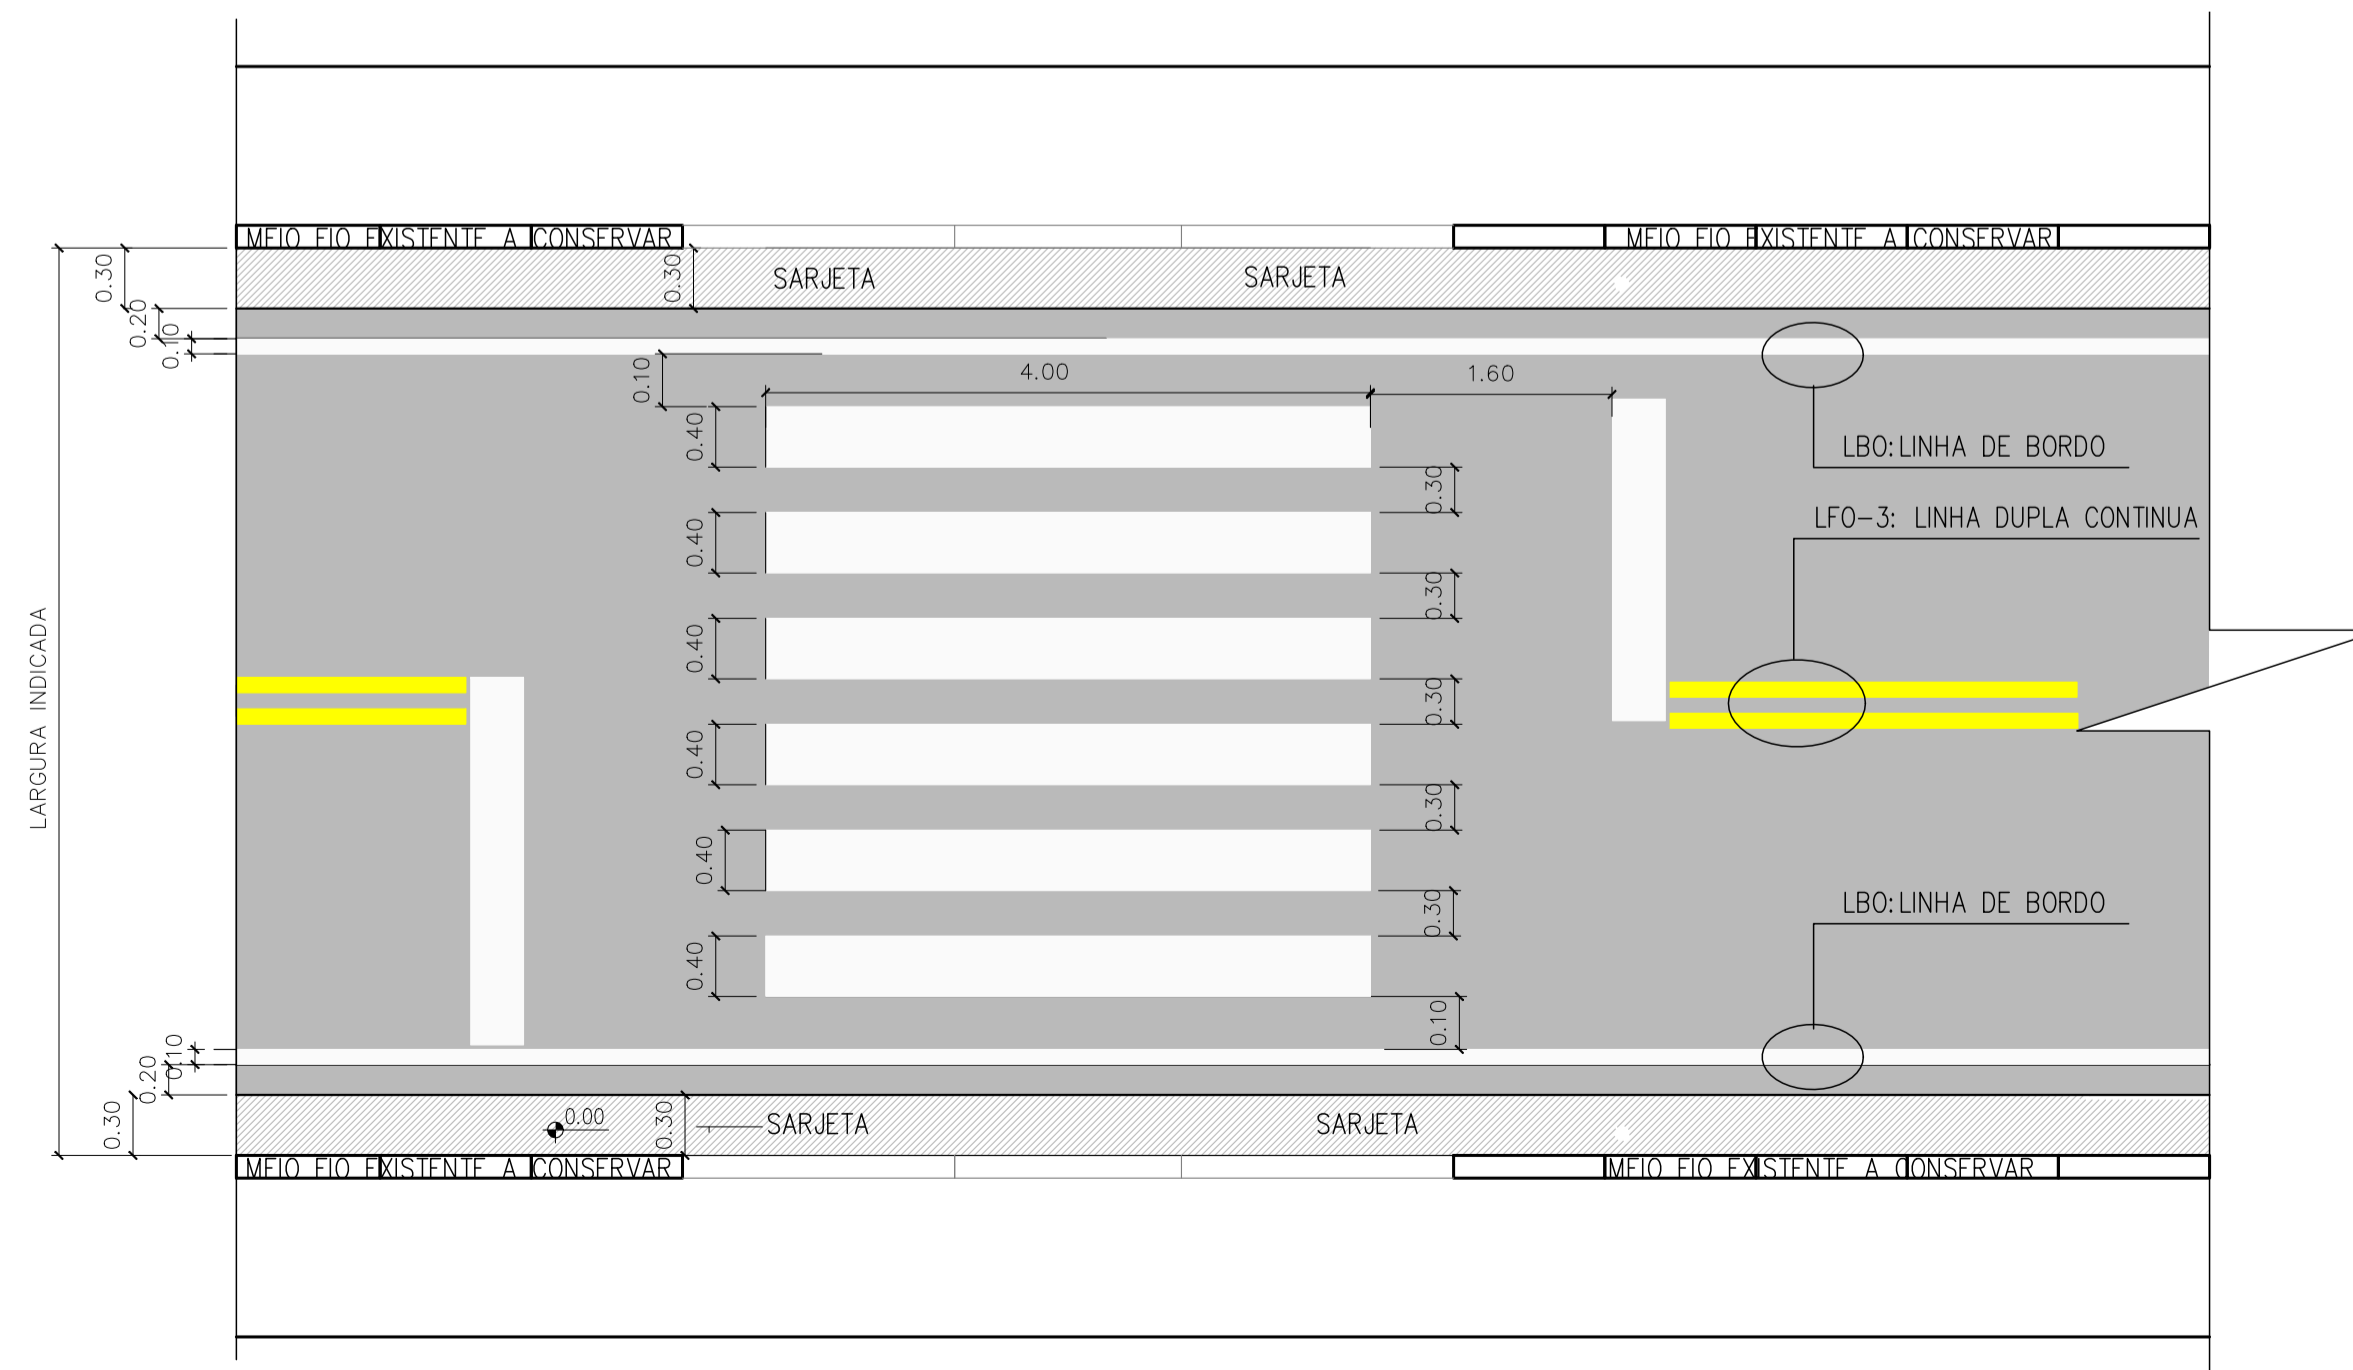 MEIO FIO EXISTENTE A CONSERVAR
MEIO FIO EXISTENTE A CONSERVAR
0.30
0.30
SARJETA
SARJETA
0.20
0.10
0.10
4.00
1.60
0.40
LBO:LINHA DE BORDO
0.30
LFO-3: LINHA DUPLA CONTINUA
0.40
0.30
0.40
0.30
LARGURA INDICADA
0.40
0.30
0.40
0.30
LBO:LINHA DE BORDO
0.40
0.10
0.10
0.20
0.30
0.00
0.30
SARJETA
SARJETA
MEIO FIO EXISTENTE A CONSERVAR
MEIO FIO EXISTENTE A CONSERVAR